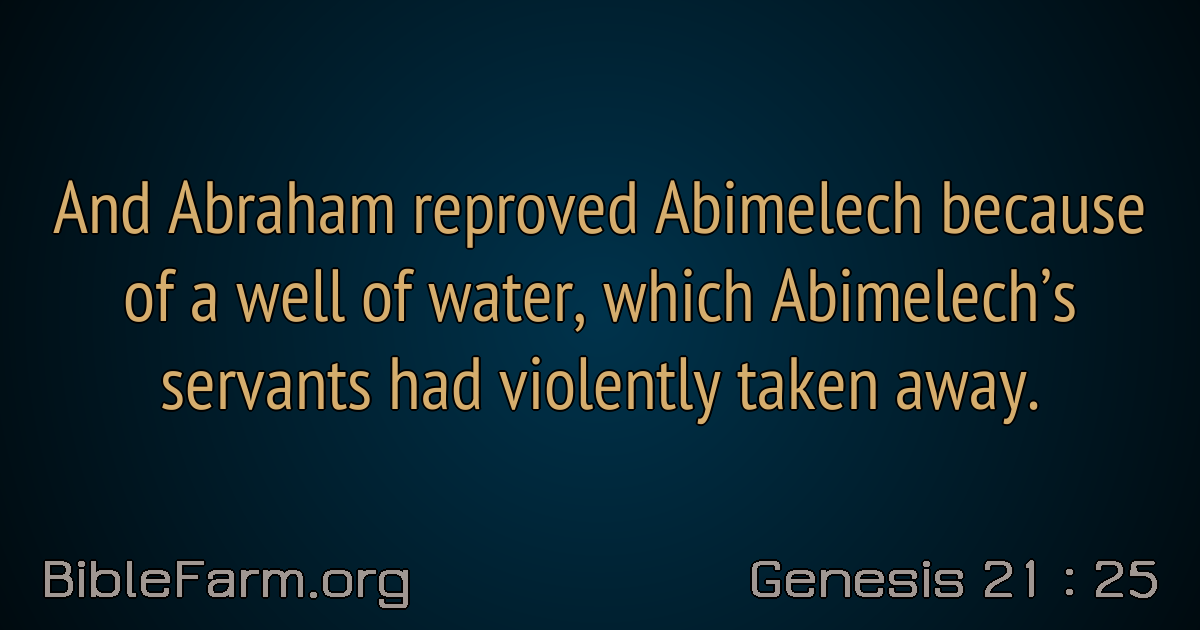 And Abraham reproved Abimelech because
of a well of water, which Abimelech’s
servants had violently taken away.
BibleFarm.org
Genesis 21 : 25